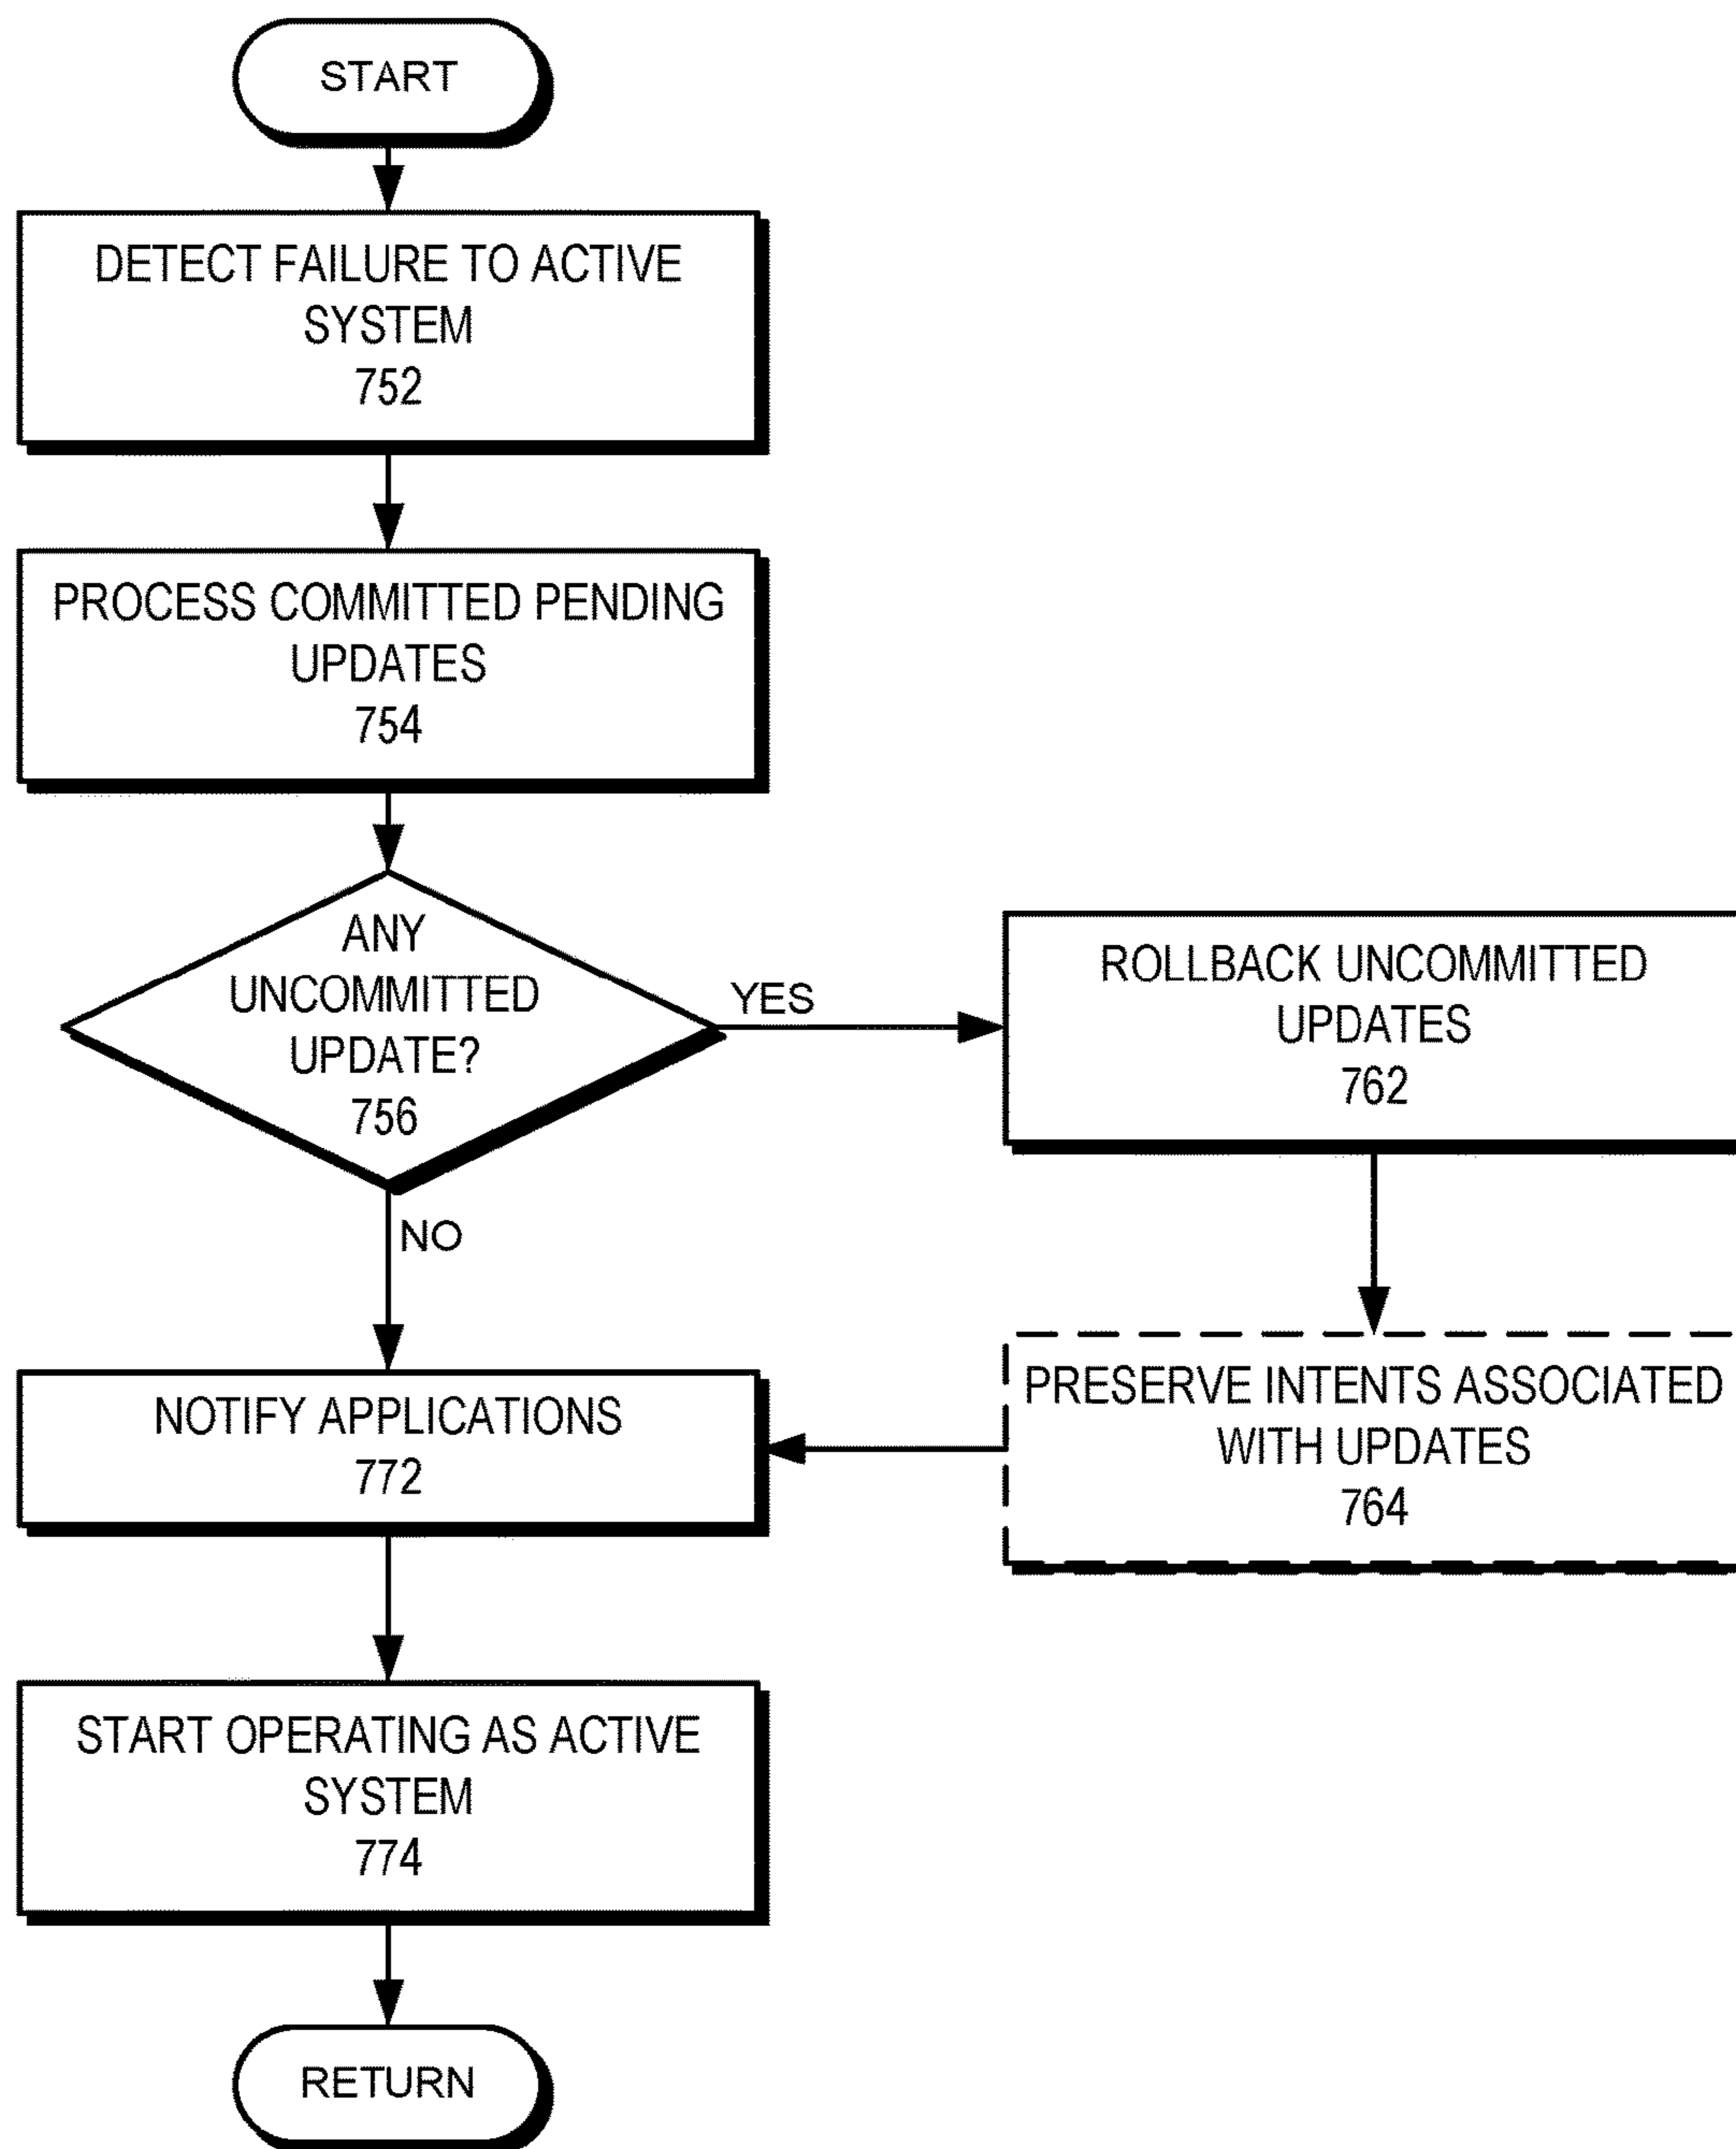 START
DETECT FAILURE TO ACTIVE
SYSTEM
752
PROCESS COMMITTED PENDING
UPDATES
754
ANY
UNCOMMITTED
UPDATE?
756
YES
ROLLBACK UNCOMMITTED
UPDATES
762
NO
PRESERVE INTENTS ASSOCIATED
WITH UPDATES
764
NOTIFY APPLICATIONS
772
START OPERATING AS ACTIVE
SYSTEM
774
RETURN